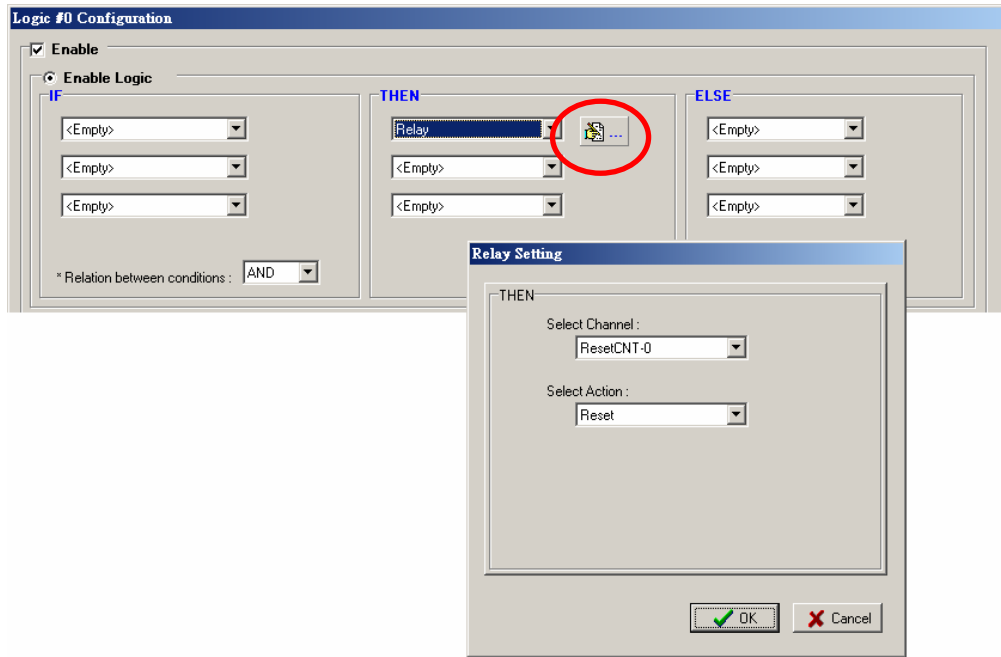 Logic #0 Configuration
Enable
Enable Logic
IF
<Empty>
<Empty>
<Empty>
* Relation between conditions : AND
THEN
Relay
...
<Empty>
<Empty>
ELSE
<Empty>
<Empty>
<Empty>
Relay Setting
THEN
Select Channel :
ResetCNT-0
Select Action :
Reset
OK
Cancel